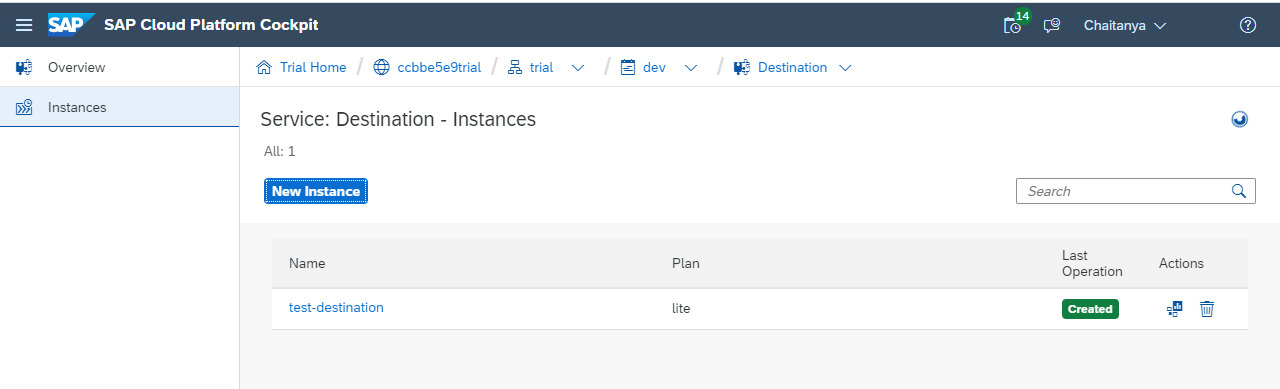 SAP SAP Cloud Platform Cockpit 14 Chaitanya
Overview
Instances
Trial Home / ccbbe5e9trial / trial / dev / Destination
Service: Destination - Instances
All: 1
New Instance Search
Name Plan Last Operation Actions
test-destination lite Created